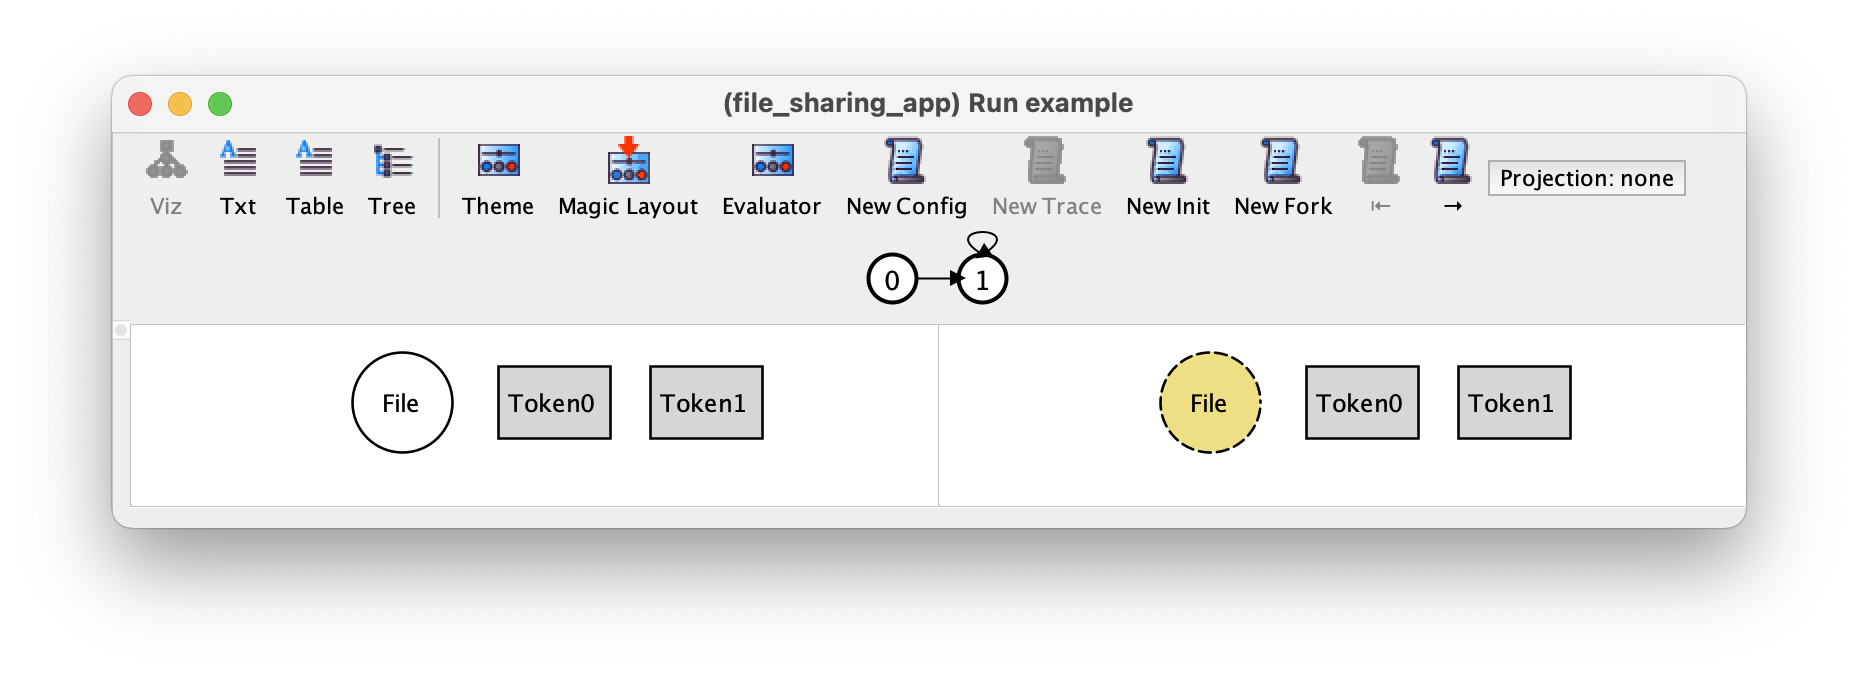 (file_sharing_app) Run example
Viz Txt Table Tree Theme Magic Layout Evaluator New Config New Trace New Init New Fork ⇤ → Projection: none
0 1
File Token0 Token1 File Token0 Token1